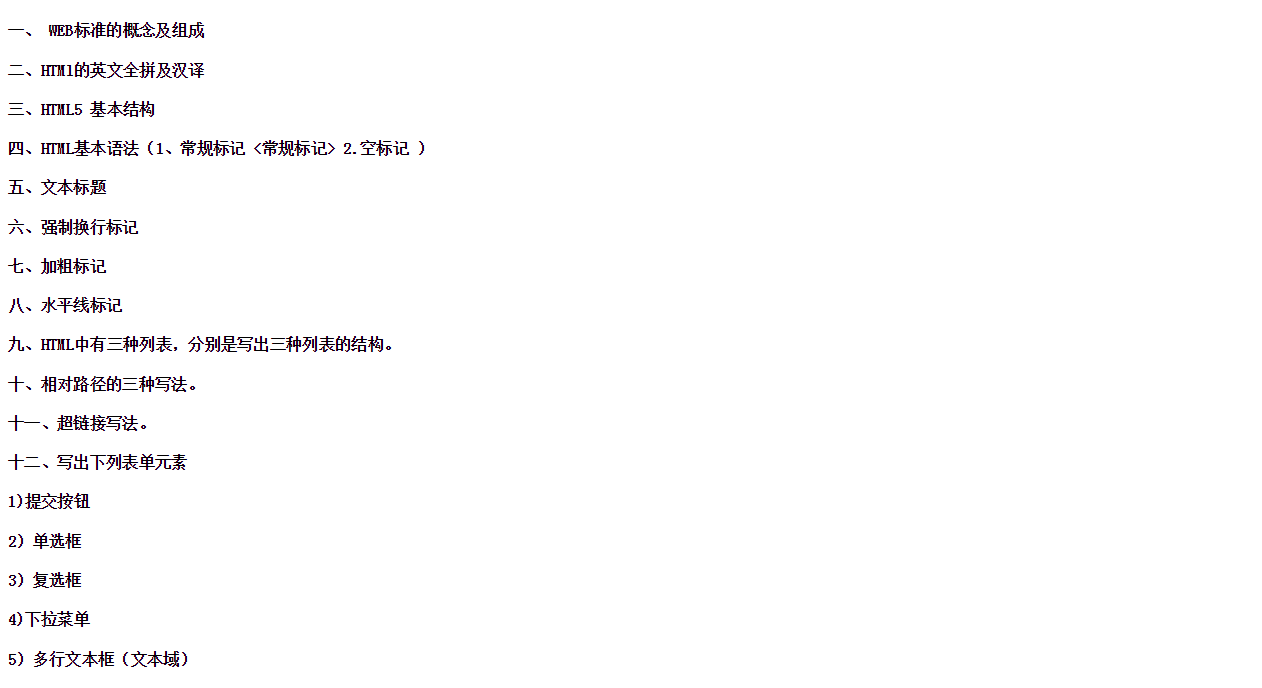 一、 WEB标准的概念及组成
二、HTMl的英文全拼及汉译
三、HTML5 基本结构
四、HTML基本语法（1、常规标记 <常规标记> 2.空标记 ）
五、文本标题
六、强制换行标记
七、加粗标记
八、水平线标记
九、HTML中有三种列表，分别是写出三种列表的结构。
十、相对路径的三种写法。
十一、超链接写法。
十二、写出下列表单元素
1)提交按钮
2) 单选框
3) 复选框
4)下拉菜单
5) 多行文本框（文本域）